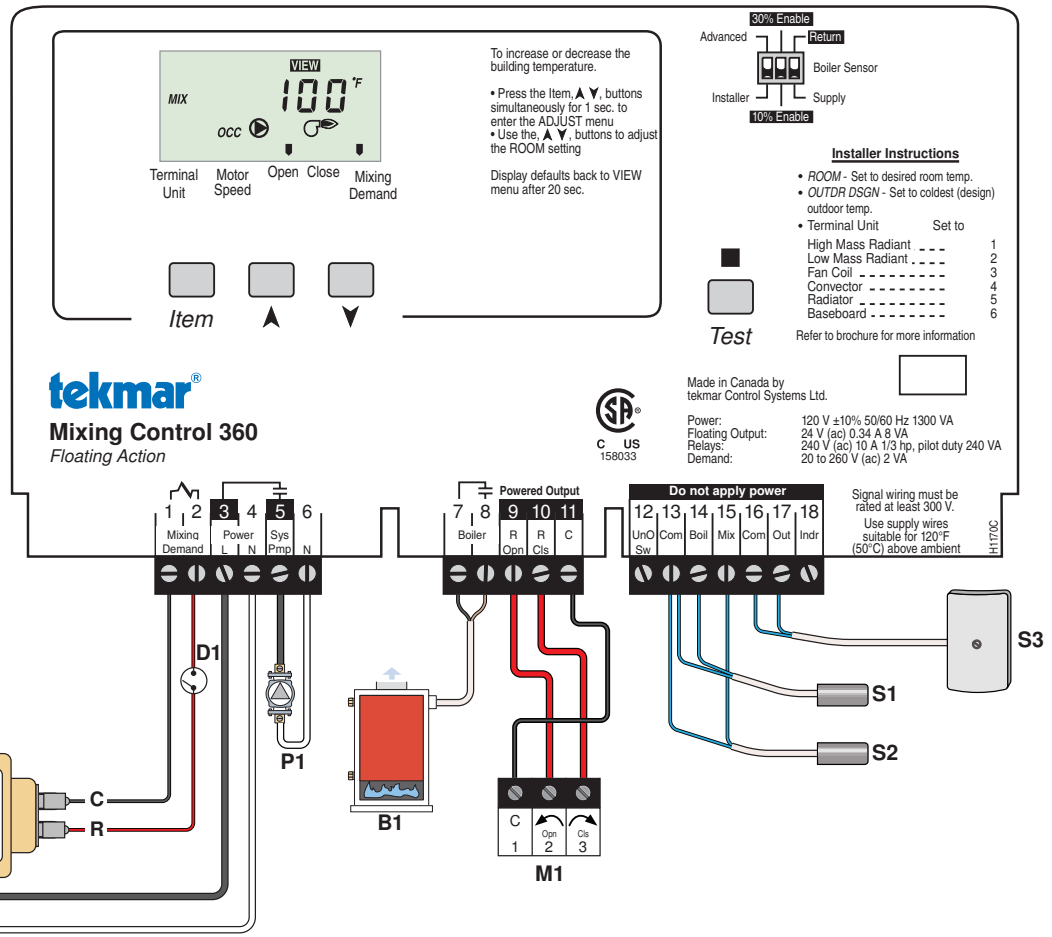 VIEW
MIX
100°F
OCC
Terminal Unit
Motor Speed
Open
Close
Mixing Demand
To increase or decrease the
building temperature.
• Press the Item, ▲ ▼, buttons
simultaneously for 1 sec. to
enter the ADJUST menu
• Use the, ▲ ▼, buttons to adjust
the ROOM setting
Display defaults back to VIEW
menu after 20 sec.
Item
30% Enable
Advanced
Return
Boiler Sensor
Installer
Supply
10% Enable
Installer Instructions
• ROOM - Set to desired room temp.
• OUTDR DSGN - Set to coldest (design)
outdoor temp.
• Terminal Unit Set to
High Mass Radiant 1
Low Mass Radiant 2
Fan Coil 3
Convector 4
Radiator 5
Baseboard 6
Refer to brochure for more information
Test
tekmar®
Mixing Control 360
Floating Action
SA®
C US
158033
Made in Canada by
tekmar Control Systems Ltd.
Power: 120 V ±10% 50/60 Hz 1300 VA
Floating Output: 24 V (ac) 0.34 A 8 VA
Relays: 240 V (ac) 10 A 1/3 hp, pilot duty 240 VA
Demand: 20 to 260 V (ac) 2 VA
Signal wiring must be
rated at least 300 V.
Use supply wires
suitable for 120°F
(50°C) above ambient
H1170C
1 2 3 4 5 6
Mixing Demand
Power
L N
Sys Pmp
N
Powered Output
7 8 9 10 11
Boiler
R Opn
R Cls
C
Do not apply power
12 13 14 15 16 17 18
UnO Sw
Com
Boil
Mix
Com
Out
Indr
D1
P1
C
R
B1
C
1
Opn
2
Cls
3
M1
S1
S2
S3